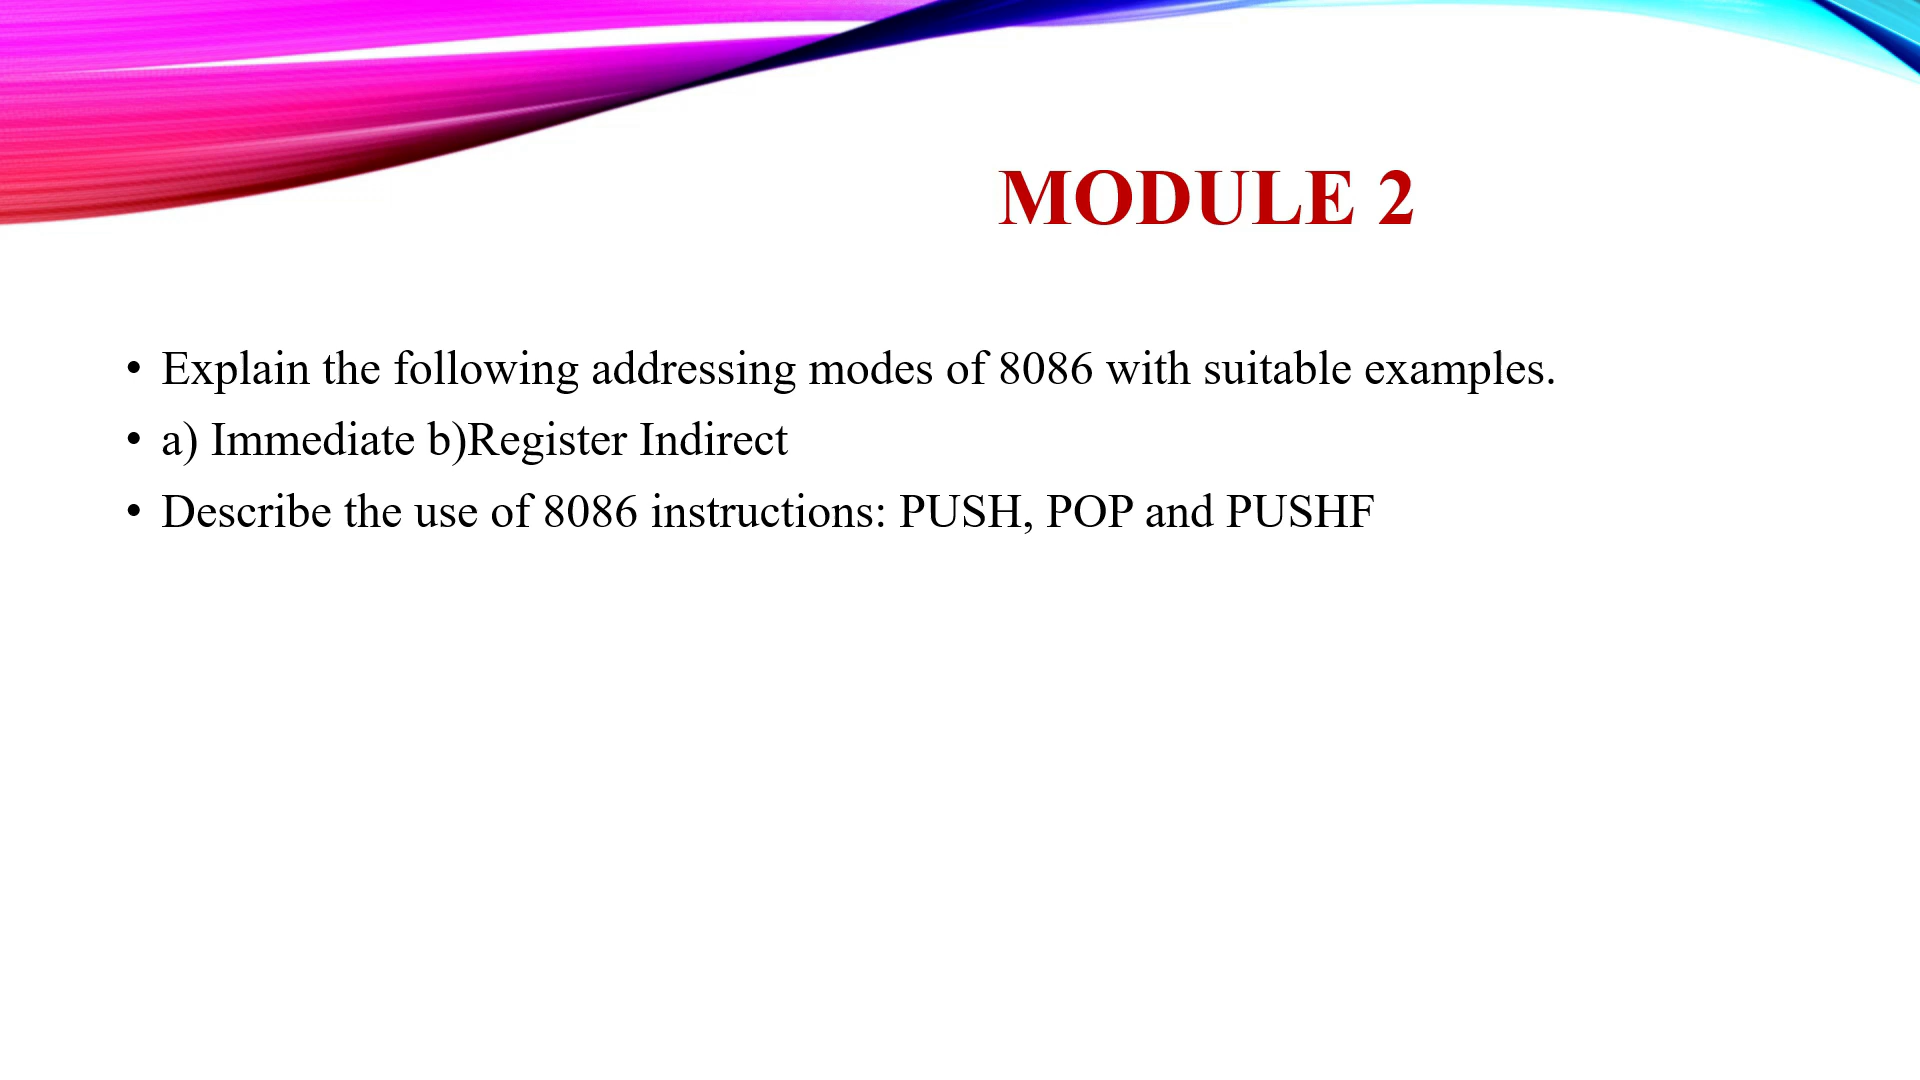 MODULE 2
• Explain the following addressing modes of 8086 with suitable examples.
• a) Immediate b)Register Indirect
• Describe the use of 8086 instructions: PUSH, POP and PUSHF